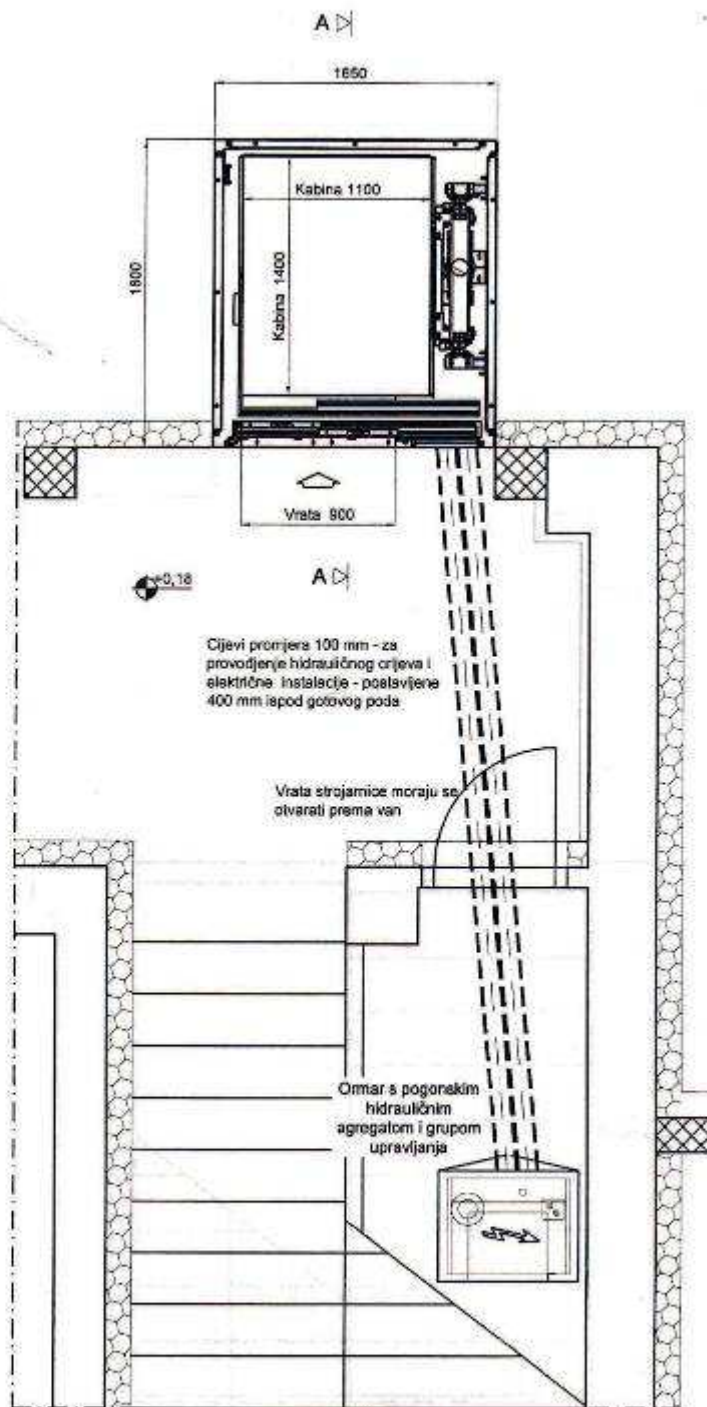 A
1650
1800
Kabina 1100
Kabina 1400
Vrata 900
+0,18
A
Cijevi promjera 100 mm - za
provodjenje hidrauličnog crijeva i
električne instalacije - postavljene
400 mm ispod gotovog poda
Vrata strojarnice moraju se
otvarati prema van
Ormar s pogonskim
hidrauličnim
agregatom i grupom
upravljanja